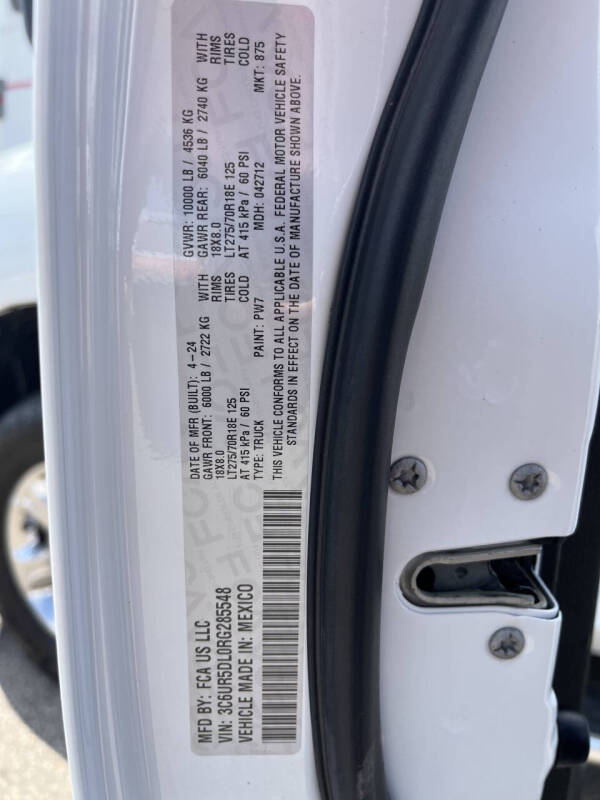 MFD BY: FCA US LLC
VIN: 3C6UR5DL0RG285548
VEHICLE MADE IN: MEXICO
DATE OF MFR (BUILT): 4-24 GVWR: 10000 LB / 4536 KG
GAWR FRONT: 6000 LB / 2722 KG WITH GAWR REAR: 6040 LB / 2740 KG WITH
18X8.0 RIMS 18X8.0 RIMS
LT275/70R18E 125 TIRES LT275/70R18E 125 TIRES
AT 415 kPa / 60 PSI COLD AT 415 kPa / 60 PSI COLD
TYPE: TRUCK PAINT: PW7 MDH: 042712 MKT: 875
THIS VEHICLE CONFORMS TO ALL APPLICABLE U.S.A. FEDERAL MOTOR VEHICLE SAFETY
STANDARDS IN EFFECT ON THE DATE OF MANUFACTURE SHOWN ABOVE.